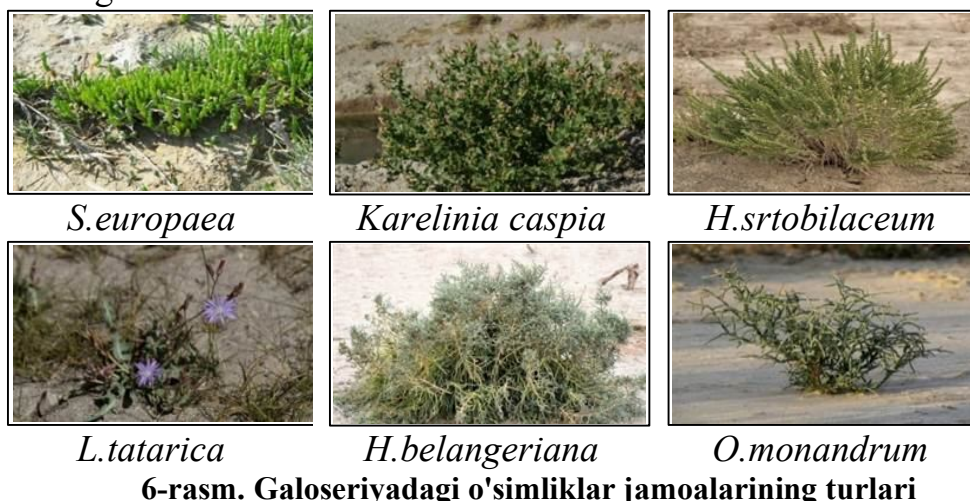 S.europaea Karelinia caspia H.srtobilaceum
L.tatarica H.belangeriana O.monandrum
6-rasm. Galoseriyadagi o'simliklar jamoalarining turlari